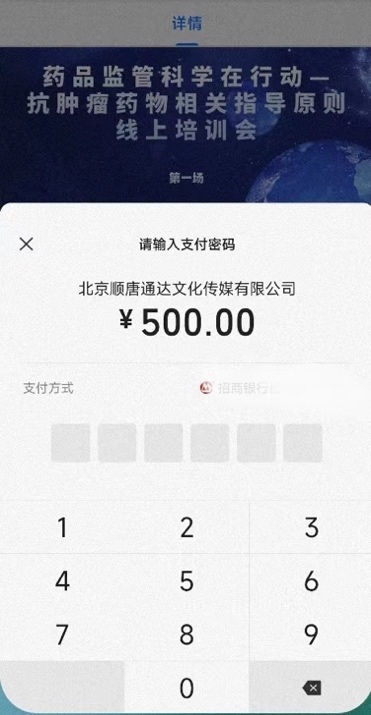 详情
药品监管科学在行动—
抗肿瘤药物相关指导原则
线上培训会
第一场
请输入支付密码
北京顺唐通达文化传媒有限公司
¥500.00
支付方式 招商银行
1 2 3
4 5 6
7 8 9
0